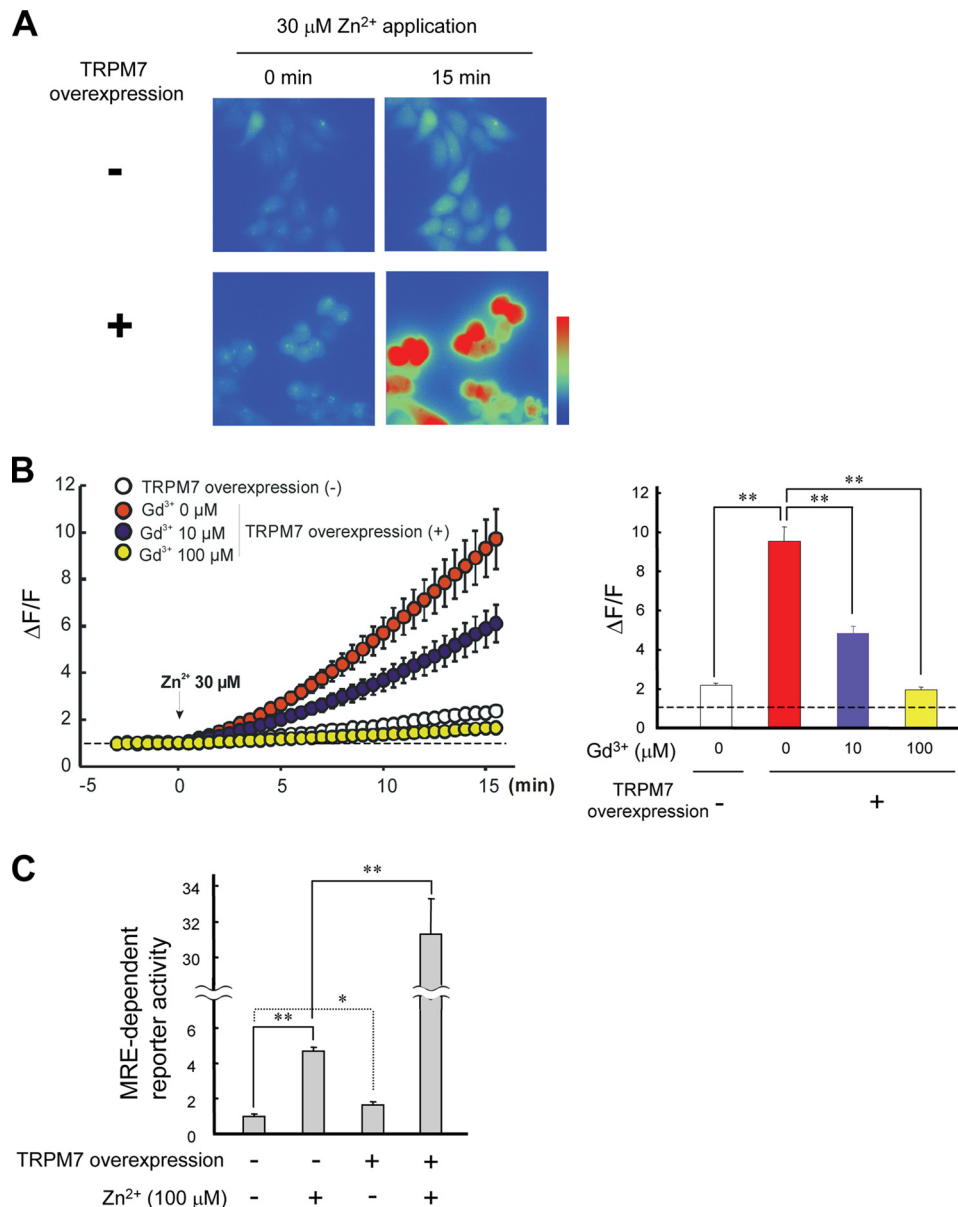 A
30 μM Zn²⁺ application
TRPM7
overexpression
0 min
15 min
-
+
B
12
10
8
6
4
2
0
ΔF/F
TRPM7 overexpression (-)
Gd³⁺ 0 μM
Gd³⁺ 10 μM
Gd³⁺ 100 μM
TRPM7 overexpression (+)
Zn²⁺ 30 μM
-5 0 5 10 15 (min)
12
10
8
6
4
2
0
ΔF/F
** ** **
Gd³⁺ (μM) 0 0 10 100
TRPM7
overexpression - +
C
34
32
30
6
4
2
0
MRE-dependent
reporter activity
**
*
**
TRPM7 overexpression - - + +
Zn²⁺ (100 μM) - + - +